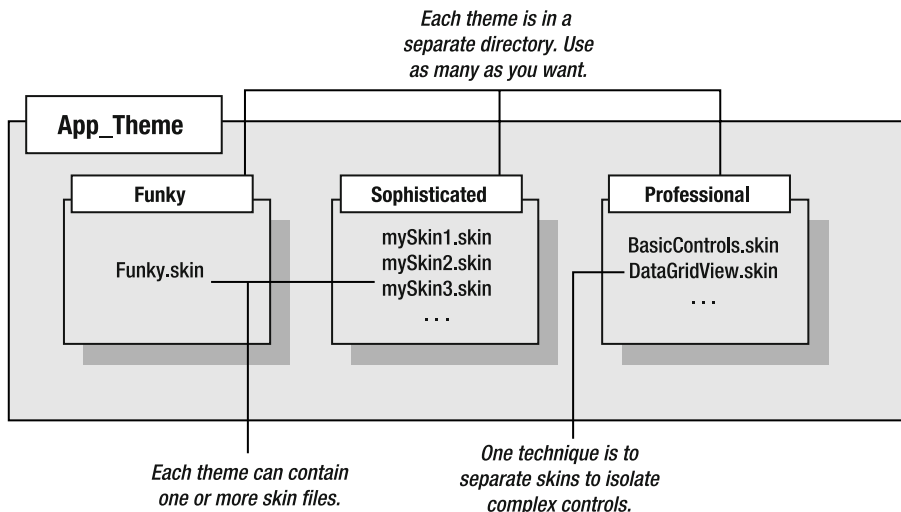 Each theme is in a
separate directory. Use
as many as you want.
App_Theme
Funky
Sophisticated
Professional
Funky.skin
mySkin1.skin
mySkin2.skin
mySkin3.skin
...
BasicControls.skin
DataGridView.skin
...
Each theme can contain
one or more skin files.
One technique is to
separate skins to isolate
complex controls.